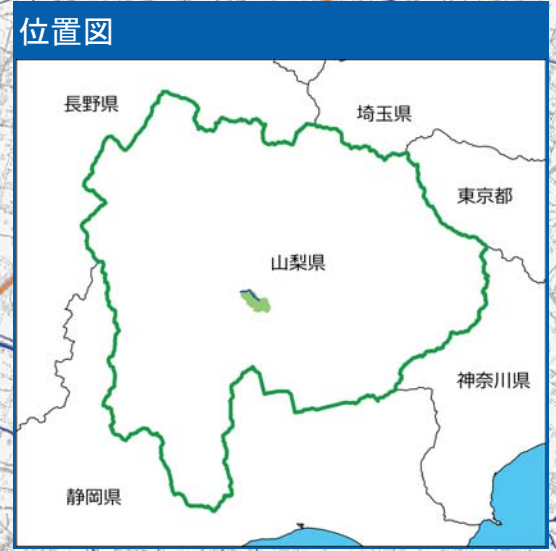 位置図
長野県
埼玉県
東京都
山梨県
神奈川県
静岡県